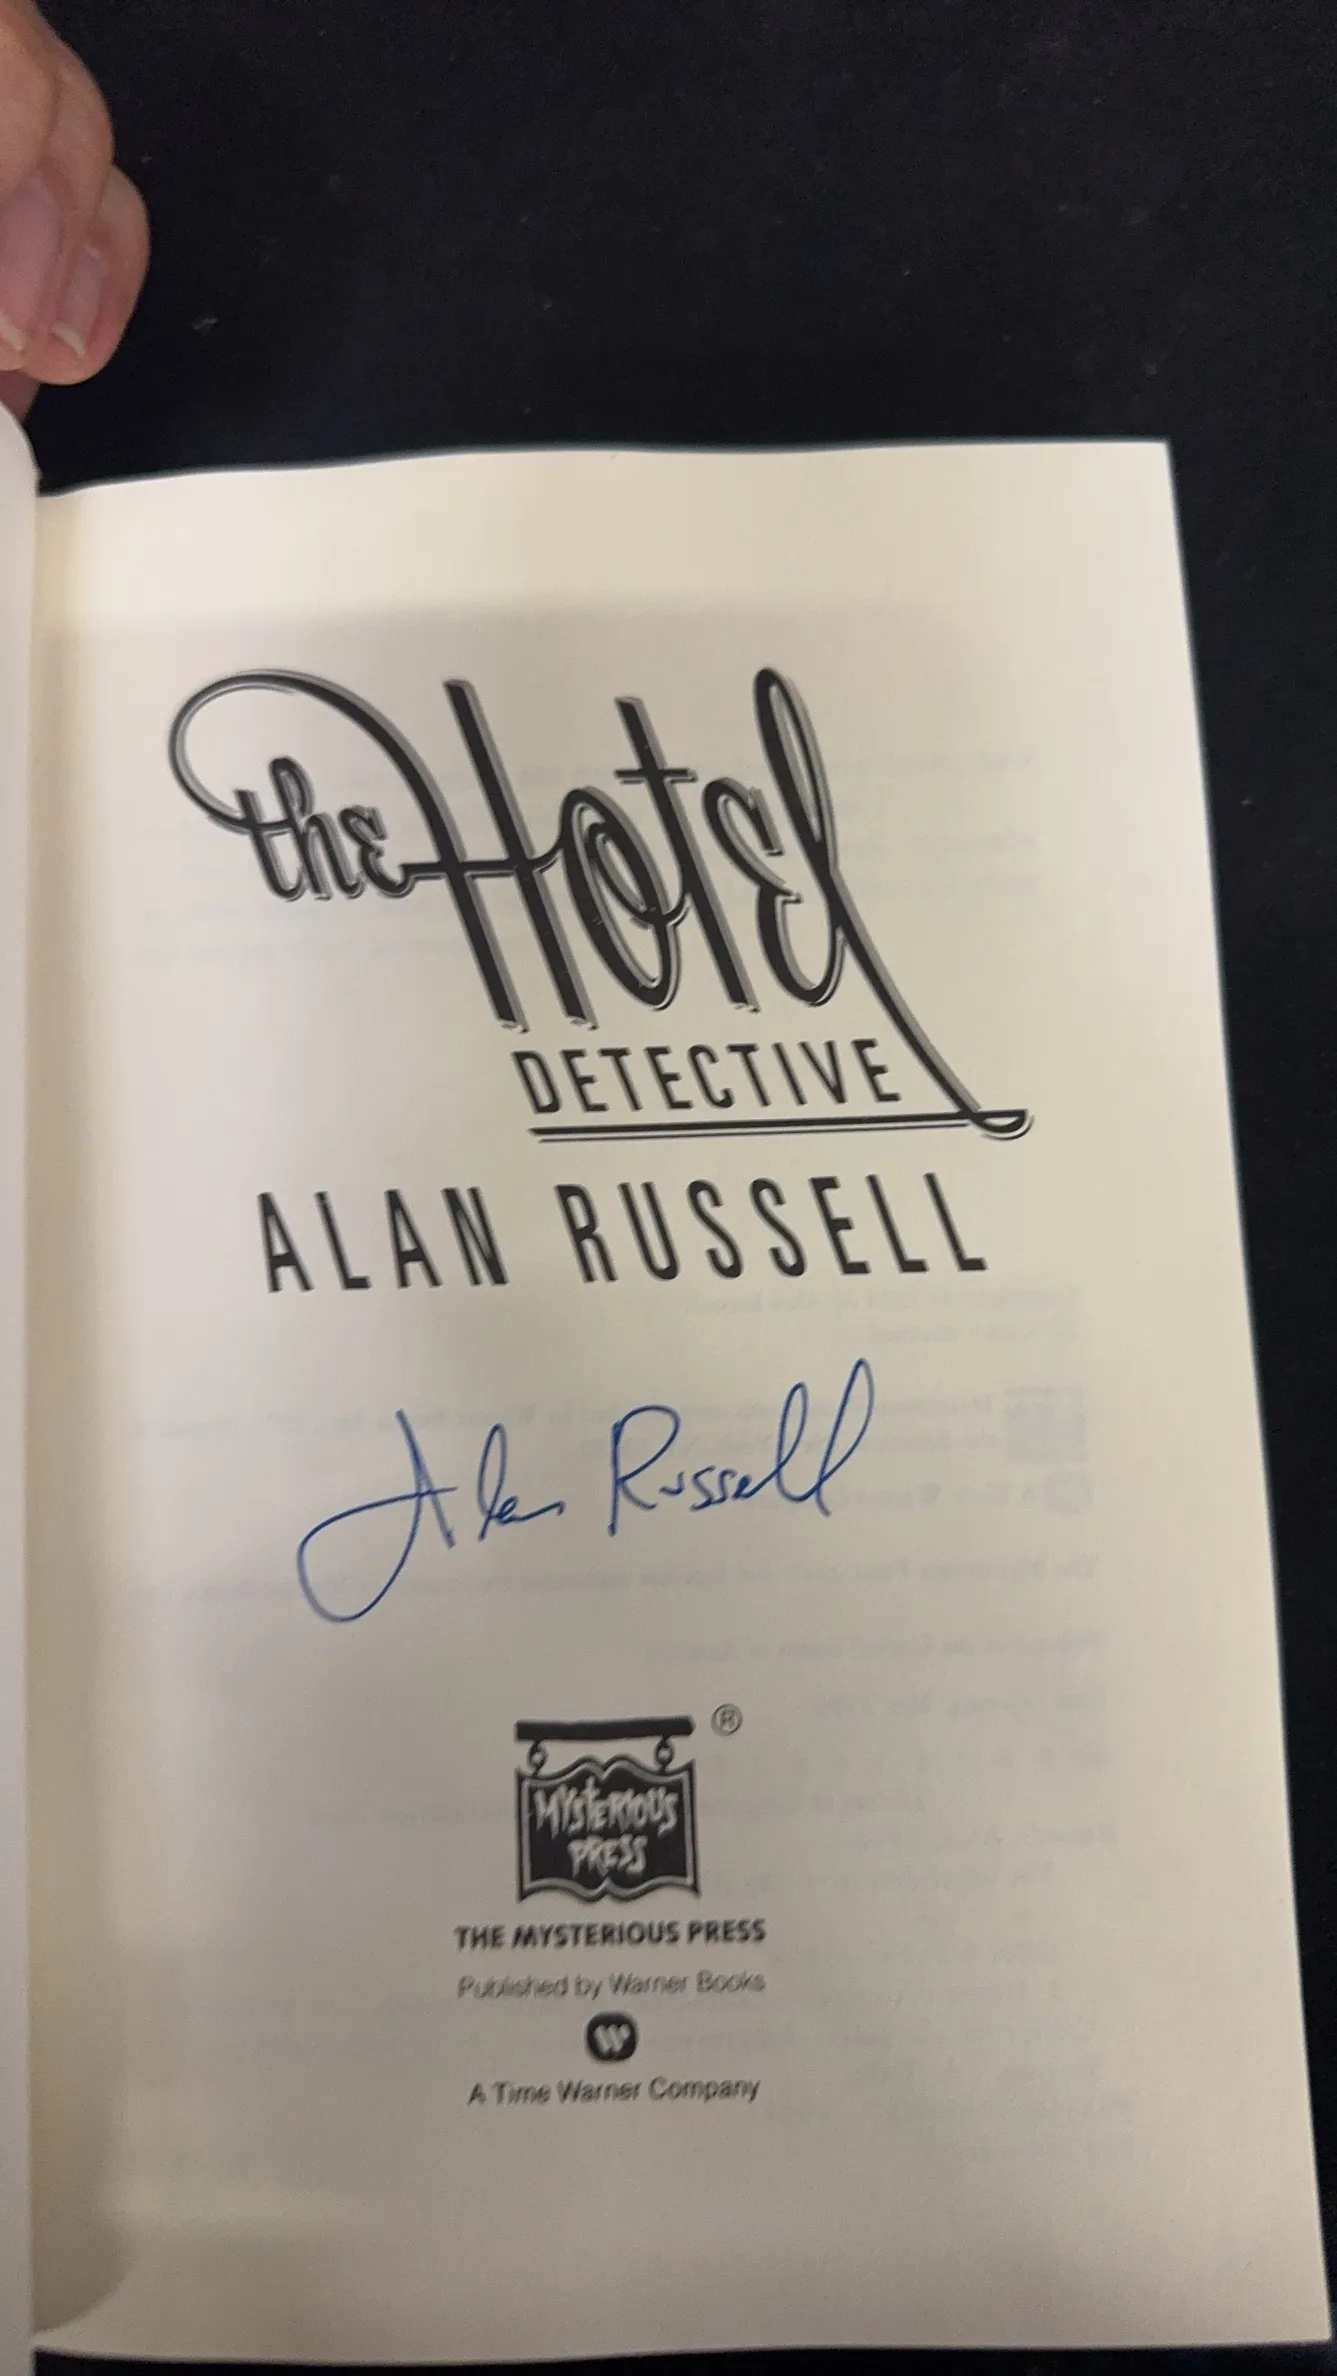 the Hotel
DETECTIVE
ALAN RUSSELL
Alan Russell
®
MYSTERIOUS
PRESS
THE MYSTERIOUS PRESS
Published by Warner Books
W
A Time Warner Company